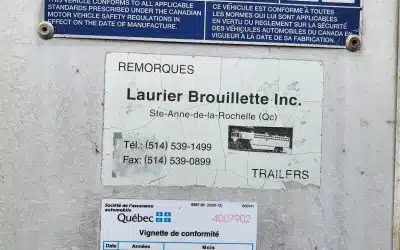 THIS VEHICLE CONFORMS TO ALL APPLICABLE
STANDARDS PRESCRIBED UNDER THE CANADIAN
MOTOR VEHICLE SAFETY REGULATIONS IN
EFFECT ON THE DATE OF MANUFACTURE.
CE VÉHICULE EST CONFORME À TOUTES
LES NORMES QUI LUI SONT APPLICABLES
EN VERTU DU RÈGLEMENT SUR LA SÉCURITÉ
DES VÉHICULES AUTOMOBILES DU CANADA EN
VIGUEUR À LA DATE DE SA FABRICATION.
REMORQUES
Laurier Brouillette Inc.
Ste-Anne-de-la-Rochelle (Qc)
Tél.: (514) 539-1499
Fax: (514) 539-0899
TRAILERS
Société de l'assurance
automobile
Québec
4007902
Vignette de conformité
Date
Années
Mois